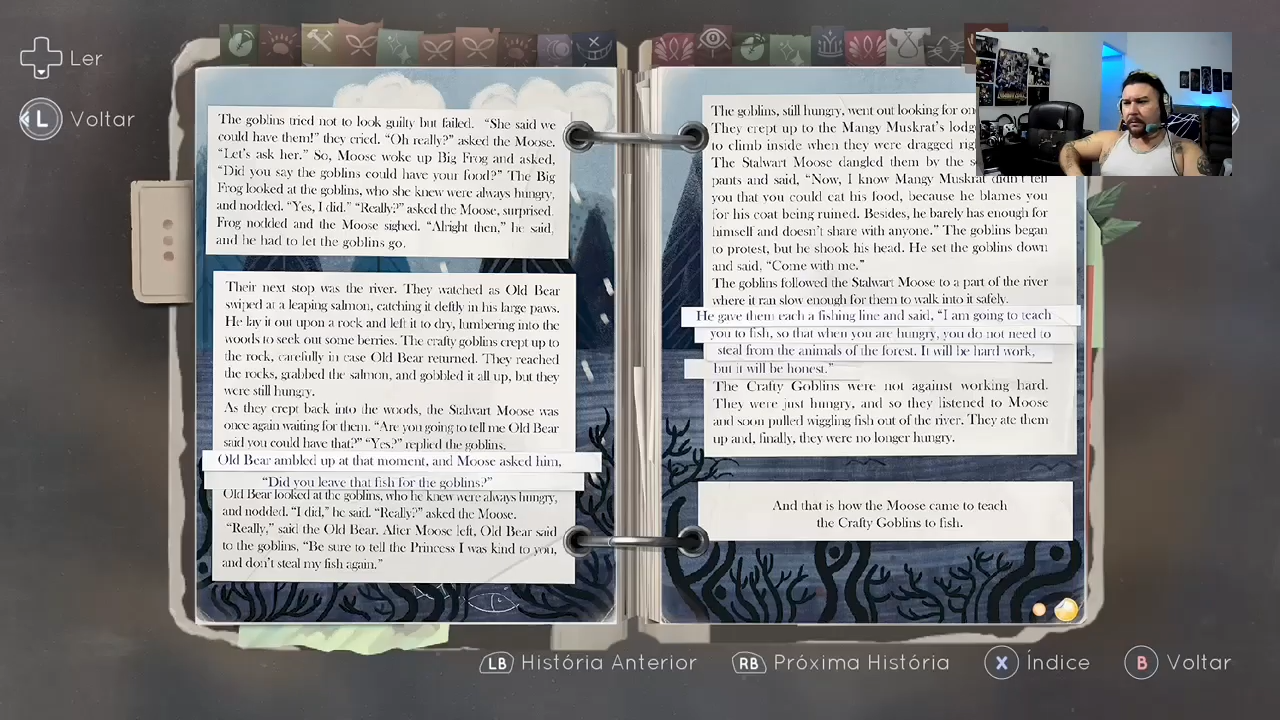 Ler
Voltar
The goblins tried not to look guilty but failed. “She said we
could have them!” they cried. “Oh really?” asked the Moose.
“Let’s ask her.” So, Moose woke up Big Frog and asked,
“Did you say the goblins could have your food?” The Big
Frog looked at the goblins, who she knew were always hungry,
and nodded. “Yes, I did.” “Really?” asked the Moose, surprised.
Frog nodded and the Moose sighed. “Alright then,” he said,
and he had to let the goblins go.
Their next stop was the river. They watched as Old Bear
swiped at a leaping salmon, catching it deftly in his large paws.
He lay it out upon a rock and left it to dry, lumbering into the
woods to seek out some berries. The crafty goblins crept up to
the rock, carefully in case Old Bear returned. They reached
the rocks, grabbed the salmon, and gobbled it all up, but they
were still hungry.
As they crept back into the woods, the Stalwart Moose was
once again waiting for them. “Are you going to tell me Old Bear
said you could have that?” “Yes?” replied the goblins.
Old Bear ambled up at that moment, and Moose asked him,
“Did you leave that fish for the goblins?”
Old Bear looked at the goblins, who he knew were always hungry,
and nodded. “I did,” he said. “Really?” asked the Moose.
“Really,” said the Old Bear. After Moose left, Old Bear said
to the goblins, “Be sure to tell the Princess I was kind to you,
and don’t steal my fish again.”
The goblins, still hungry, went out looking for
They crept up to the Mangy Muskrat’s
to climb inside when they were dragged
The Stalwart Moose dangled them by the
pants and said, “Now, I know Mangy Muskrat didn’t tell
you that you could eat his food, because he blames you
for his coat being ruined. Besides, he barely has enough for
himself and doesn’t share with anyone.” The goblins began
to protest, but he shook his head. He set the goblins down
and said, “Come with me.”
The goblins followed the Stalwart Moose to a part of the river
where it ran slow enough for them to walk into it safely.
He gave them each a fishing line and said, “I am going to teach
you to fish, so that when you are hungry, you do not need to
steal from the animals of the forest. It will be hard work,
but it will be honest.”
The Crafty Goblins were not against working hard.
They were just hungry, and so they listened to Moose
and soon pulled wiggling fish out of the river. They ate them
up and, finally, they were no longer hungry.
And that is how the Moose came to teach
the Crafty Goblins to fish.
LB História Anterior RB Próxima História X Índice B Voltar